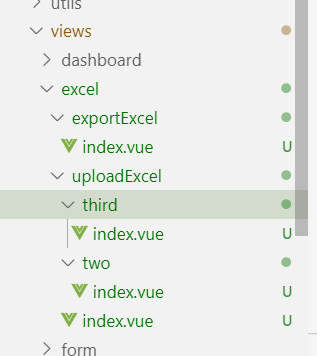 utils
views
dashboard
excel
exportExcel
index.vue U
uploadExcel
third
index.vue U
two
index.vue U
index.vue U
form